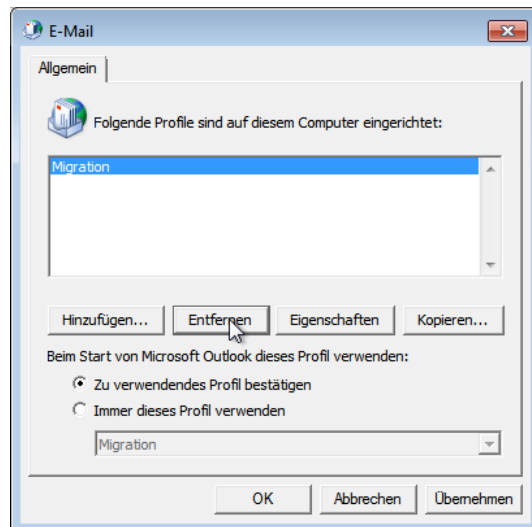 E-Mail
Allgemein
Folgende Profile sind auf diesem Computer eingerichtet:
Migration
Hinzufügen... Entfernen Eigenschaften Kopieren...
Beim Start von Microsoft Outlook dieses Profil verwenden:
Zu verwendendes Profil bestätigen
Immer dieses Profil verwenden
Migration
OK Abbrechen Übernehmen